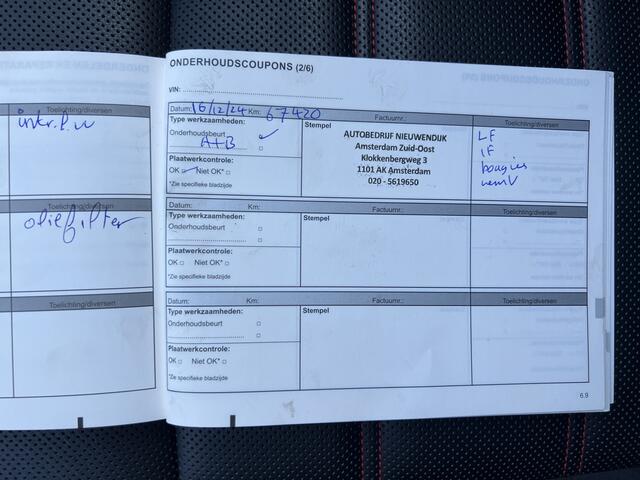 Toelichting/diversen
Toelichting/diversen
oliefilter
Toelichting/diversen
ONDERHOUDSCOUPONS (2/6)
VIN:
Datum: 16/12/24 Km: 67420 Factuurnr.: Toelichting/diversen
Type werkzaamheden:
Onderhoudsbeurt
A+B
Plaatwerkcontrole:
OK Niet OK*
*Zie specifieke bladzijde
Stempel
AUTOBEDRIJF NIEUWENDIJK
Amsterdam Zuid-Oost
Klokkenbergweg 3
1101 AK Amsterdam
020 - 5619650
LF
IF
bougies
remV
Datum: Km: Factuurnr.: Toelichting/diversen
Type werkzaamheden:
Onderhoudsbeurt
Plaatwerkcontrole:
OK Niet OK*
*Zie specifieke bladzijde
Stempel
Datum: Km: Factuurnr.: Toelichting/diversen
Type werkzaamheden:
Onderhoudsbeurt
Plaatwerkcontrole:
OK Niet OK*
*Zie specifieke bladzijde
Stempel
6.9